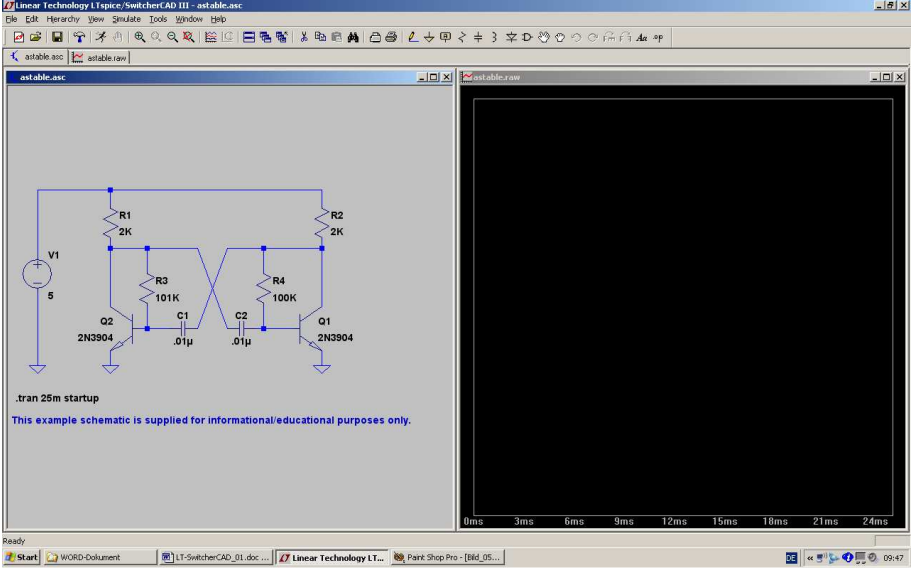 Linear Technology LTspice/SwitcherCAD III - astable.asc
File Edit Hierarchy View Simulate Tools Window Help
Aa .op
astable.asc astable.raw
astable.asc
astable.raw
R1
2K
R2
2K
V1
5
R3
101K
R4
100K
C1
.01µ
C2
.01µ
Q2
2N3904
Q1
2N3904
.tran 25m startup
This example schematic is supplied for informational/educational purposes only.
0ms 3ms 6ms 9ms 12ms 15ms 18ms 21ms 24ms
Ready
Start WORD-Dokument LT-SwitcherCAD_01.doc ... Linear Technology LT... Paint Shop Pro - [Bild_05... DE « 09:47